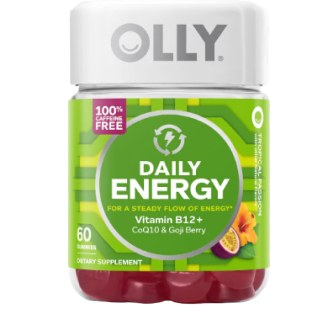 OLLY.
100%
CAFFEINE
FREE
TROPICAL PASSION
DAILY
ENERGY
FOR A STEADY FLOW OF ENERGY*
Vitamin B12+
CoQ10 & Goji Berry
60
GUMMIES
DIETARY SUPPLEMENT